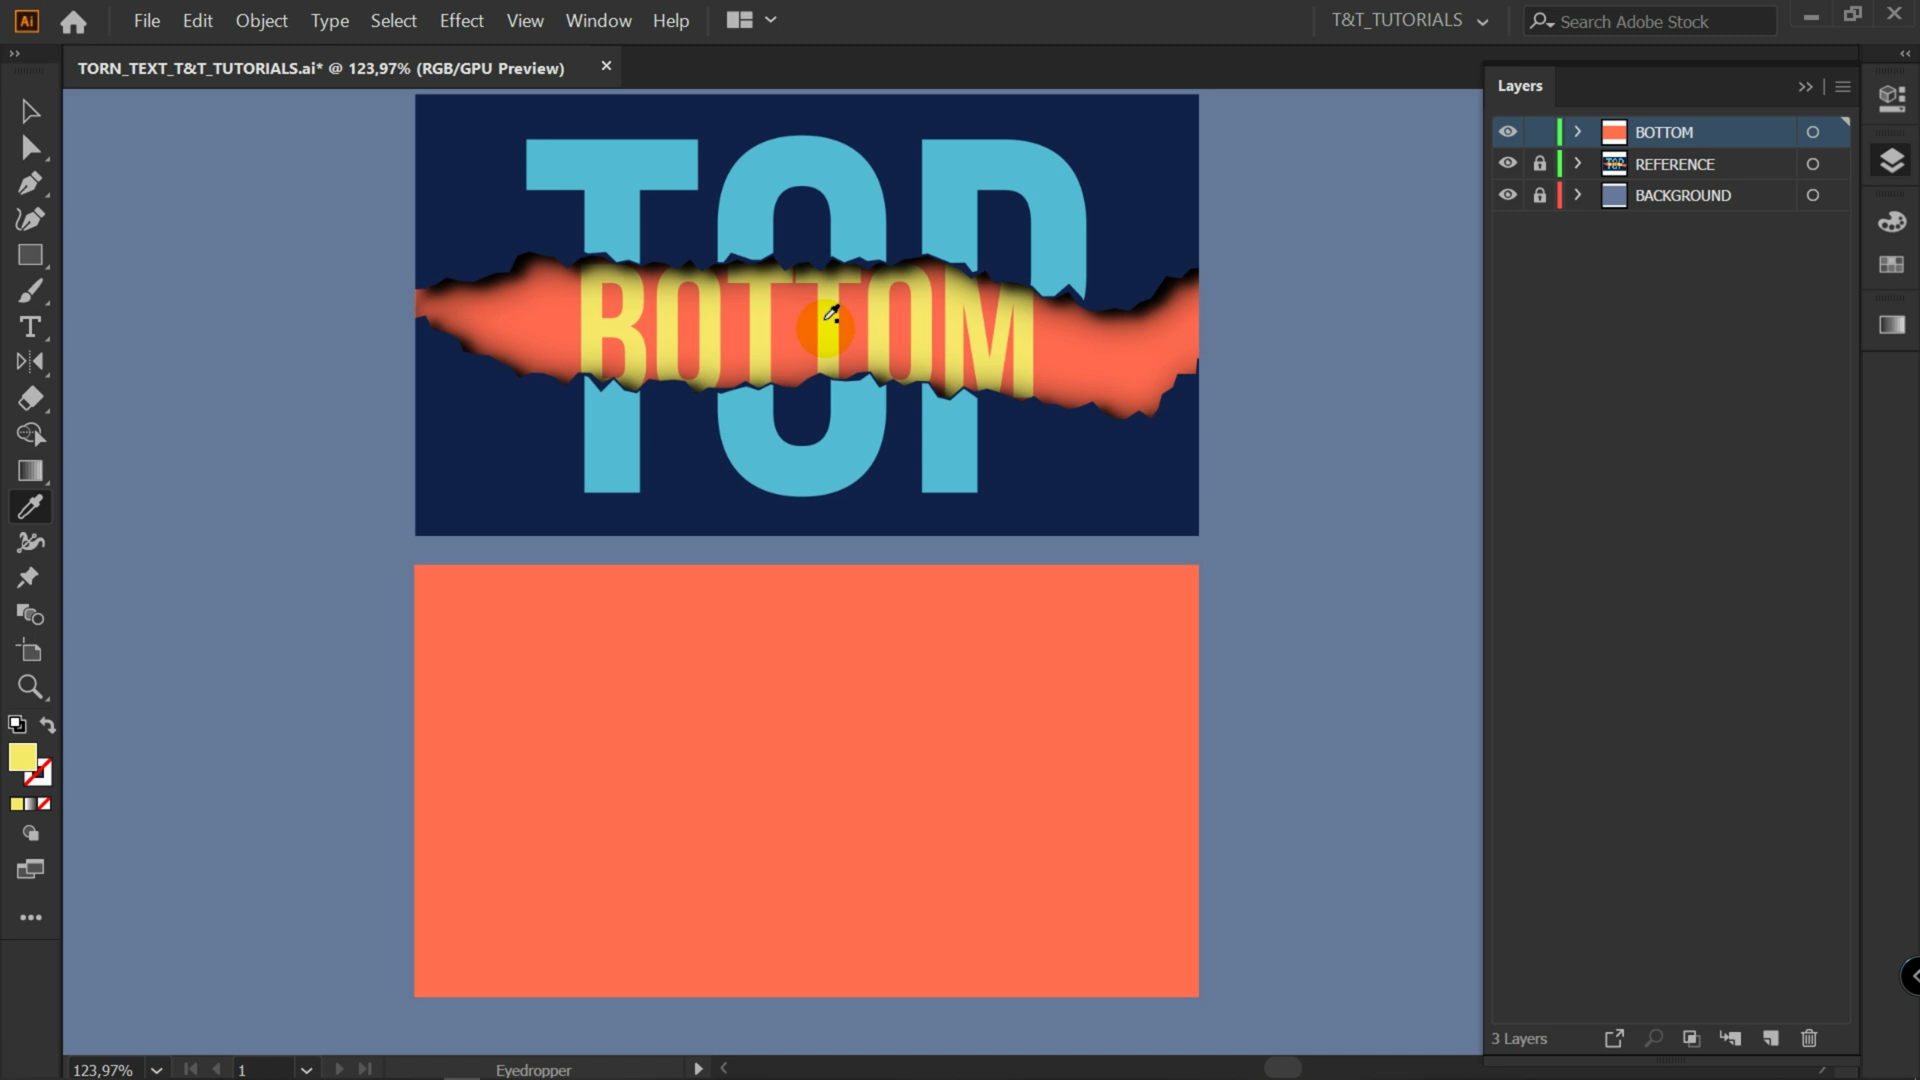 Ai
File Edit Object Type Select Effect View Window Help
T&T_TUTORIALS
Search Adobe Stock
TORN_TEXT_T&T_TUTORIALS.ai* @ 123,97% (RGB/GPU Preview)
Layers
BOTTOM
REFERENCE
BACKGROUND
TOP
BOTTOM
3 Layers
123,97%
1
Eyedropper